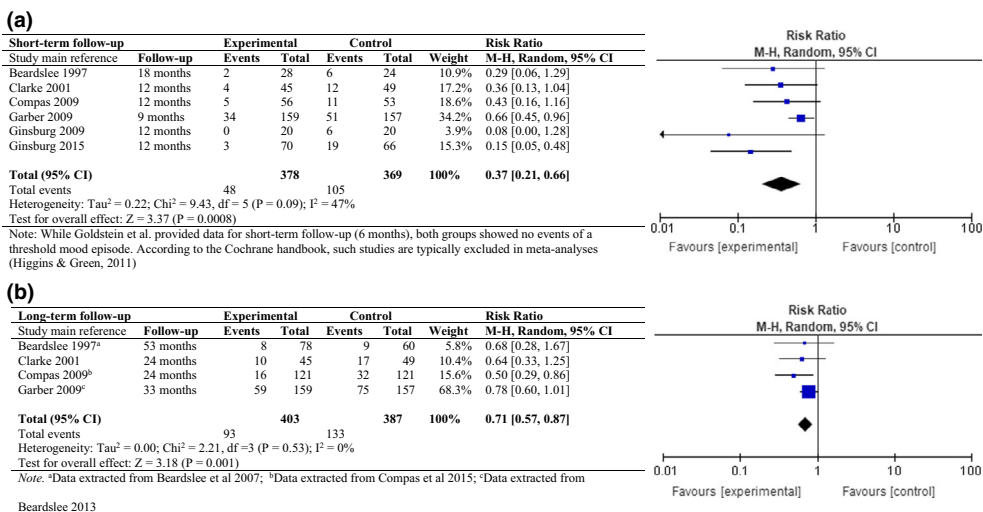 (a)
Short-term follow-up Experimental Control Risk Ratio
Study main reference Follow-up Events Total Events Total Weight M-H, Random, 95% CI
Beardslee 1997 18 months 2 28 6 24 10.9% 0.29 [0.06, 1.29]
Clarke 2001 12 months 4 45 12 49 17.2% 0.36 [0.13, 1.04]
Compas 2009 12 months 5 56 11 53 18.6% 0.43 [0.16, 1.16]
Garber 2009 9 months 34 159 51 157 34.2% 0.66 [0.45, 0.96]
Ginsburg 2009 12 months 0 20 6 20 3.9% 0.08 [0.00, 1.28]
Ginsburg 2015 12 months 3 70 19 66 15.3% 0.15 [0.05, 0.48]
Total (95% CI) 378 369 100% 0.37 [0.21, 0.66]
Total events 48 105
Heterogeneity: Tau² = 0.22; Chi² = 9.43, df = 5 (P = 0.09); I² = 47%
Test for overall effect: Z = 3.37 (P = 0.0008)
Note: While Goldstein et al. provided data for short-term follow-up (6 months), both groups showed no events of a
threshold mood episode. According to the Cochrane handbook, such studies are typically excluded in meta-analyses
(Higgins & Green, 2011)
Risk Ratio
M-H, Random, 95% CI
0.01 0.1 1 10 100
Favours [experimental] Favours [control]
(b)
Long-term follow-up Experimental Control Risk Ratio
Study main reference Follow-up Events Total Events Total Weight M-H, Random, 95% CI
Beardslee 1997ᵃ 53 months 8 78 9 60 5.8% 0.68 [0.28, 1.67]
Clarke 2001 24 months 10 45 17 49 10.4% 0.64 [0.33, 1.25]
Compas 2009ᵇ 24 months 16 121 32 121 15.6% 0.50 [0.29, 0.86]
Garber 2009ᶜ 33 months 59 159 75 157 68.3% 0.78 [0.60, 1.01]
Total (95% CI) 403 387 100% 0.71 [0.57, 0.87]
Total events 93 133
Heterogeneity: Tau² = 0.00; Chi² = 2.21, df =3 (P = 0.53); I² = 0%
Test for overall effect: Z = 3.18 (P = 0.001)
Note. ᵃData extracted from Beardslee et al 2007; ᵇData extracted from Compas et al 2015; ᶜData extracted from
Beardslee 2013
Risk Ratio
M-H, Random, 95% CI
0.01 0.1 1 10 100
Favours [experimental] Favours [control]